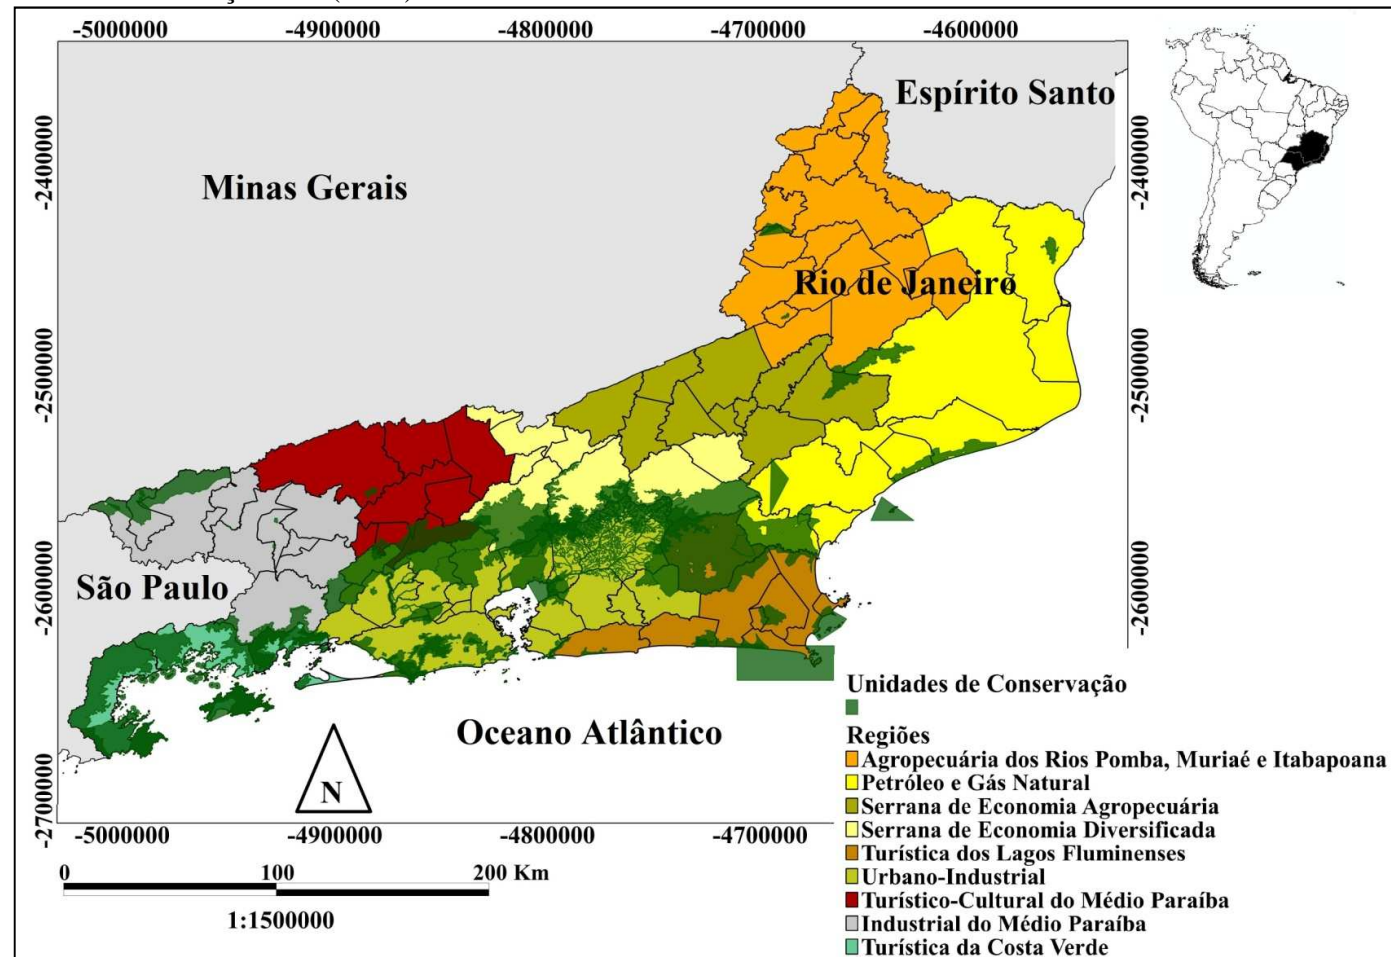 -5000000 -4900000 -4800000 -4700000 -4600000
Espírito Santo
-2400000
-2400000
Minas Gerais
Rio de Janeiro
-2500000
-2500000
-2600000
-2600000
São Paulo
Unidades de Conservação
Oceano Atlântico
Regiões
Agropecuária dos Rios Pomba, Muriaé e Itabapoana
Petróleo e Gás Natural
Serrana de Economia Agropecuária
Serrana de Economia Diversificada
Turística dos Lagos Fluminenses
Urbano-Industrial
Turístico-Cultural do Médio Paraíba
Industrial do Médio Paraíba
Turística da Costa Verde
N
-2700000
-5000000 -4900000 -4800000 -4700000
0 100 200 Km
1:1500000